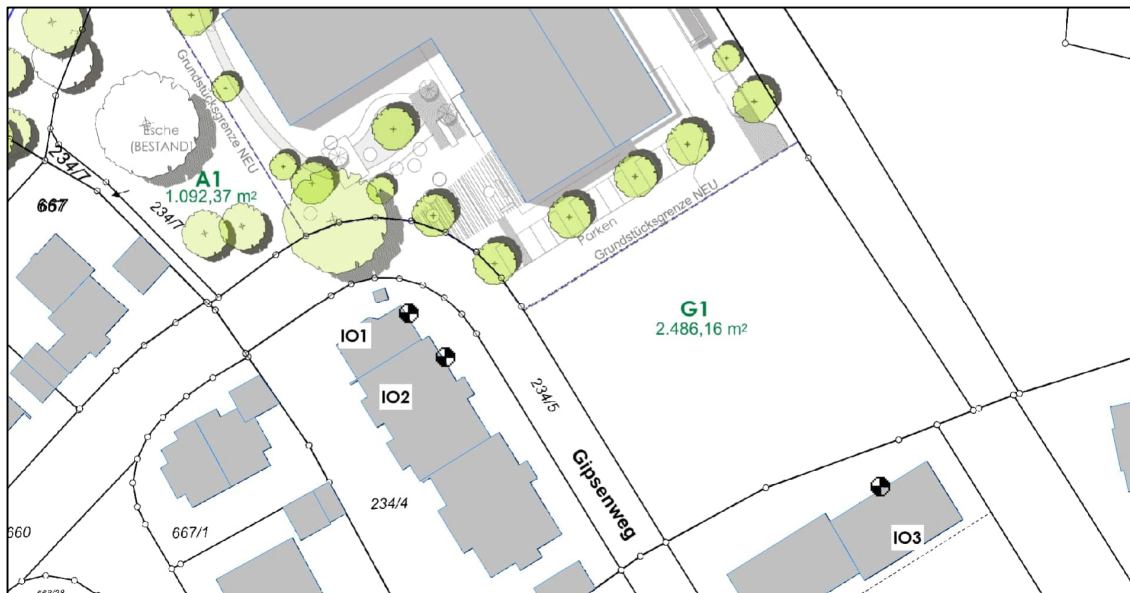 Grundstücksgrenze NEU
Esche
(BESTAND)
234/7
A1
1.092,37 m²
667
234/7
Parken
Grundstücksgrenze NEU
G1
2.486,16 m²
IO1
IO2
234/5
Gipsenweg
234/4
660
667/1
IO3